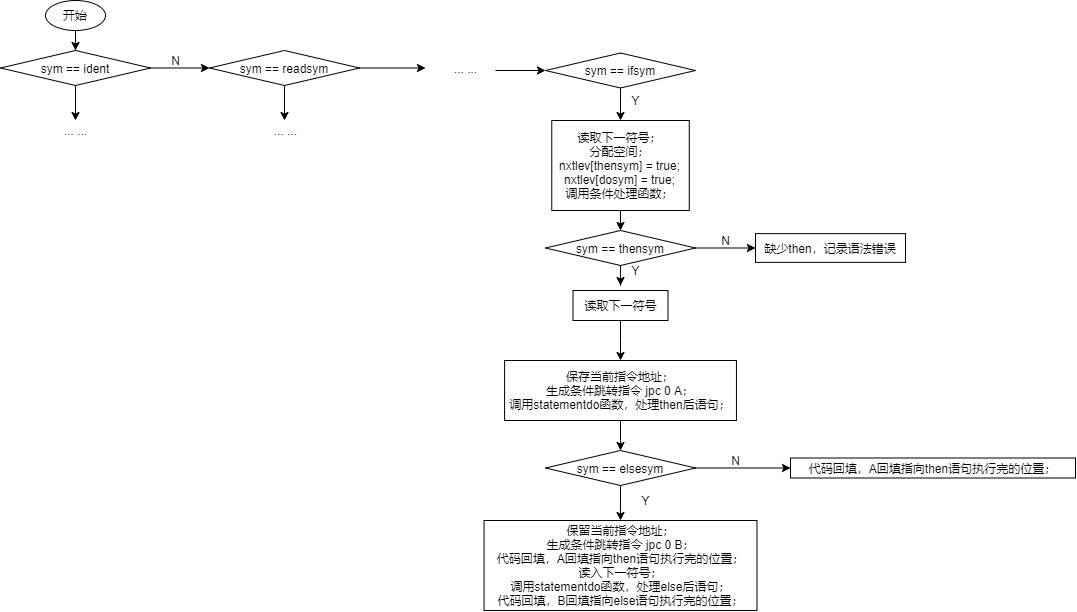 开始
sym == ident
N
sym == readsym
... ...
sym == ifsym
... ...
... ...
Y
读取下一符号；
分配空间；
nxtlev[thensym] = true;
nxtlev[dosym] = true;
调用条件处理函数；
sym == thensym
N
缺少then，记录语法错误
Y
读取下一符号
保存当前指令地址；
生成条件跳转指令 jpc 0 A；
调用statementdo函数，处理then后语句；
sym == elsesym
N
代码回填，A回填指向then语句执行完的位置；
Y
保留当前指令地址；
生成条件跳转指令 jpc 0 B；
代码回填，A回填指向then语句执行完的位置；
读入下一符号；
调用statementdo函数，处理else后语句；
代码回填，B回填指向else语句执行完的位置；